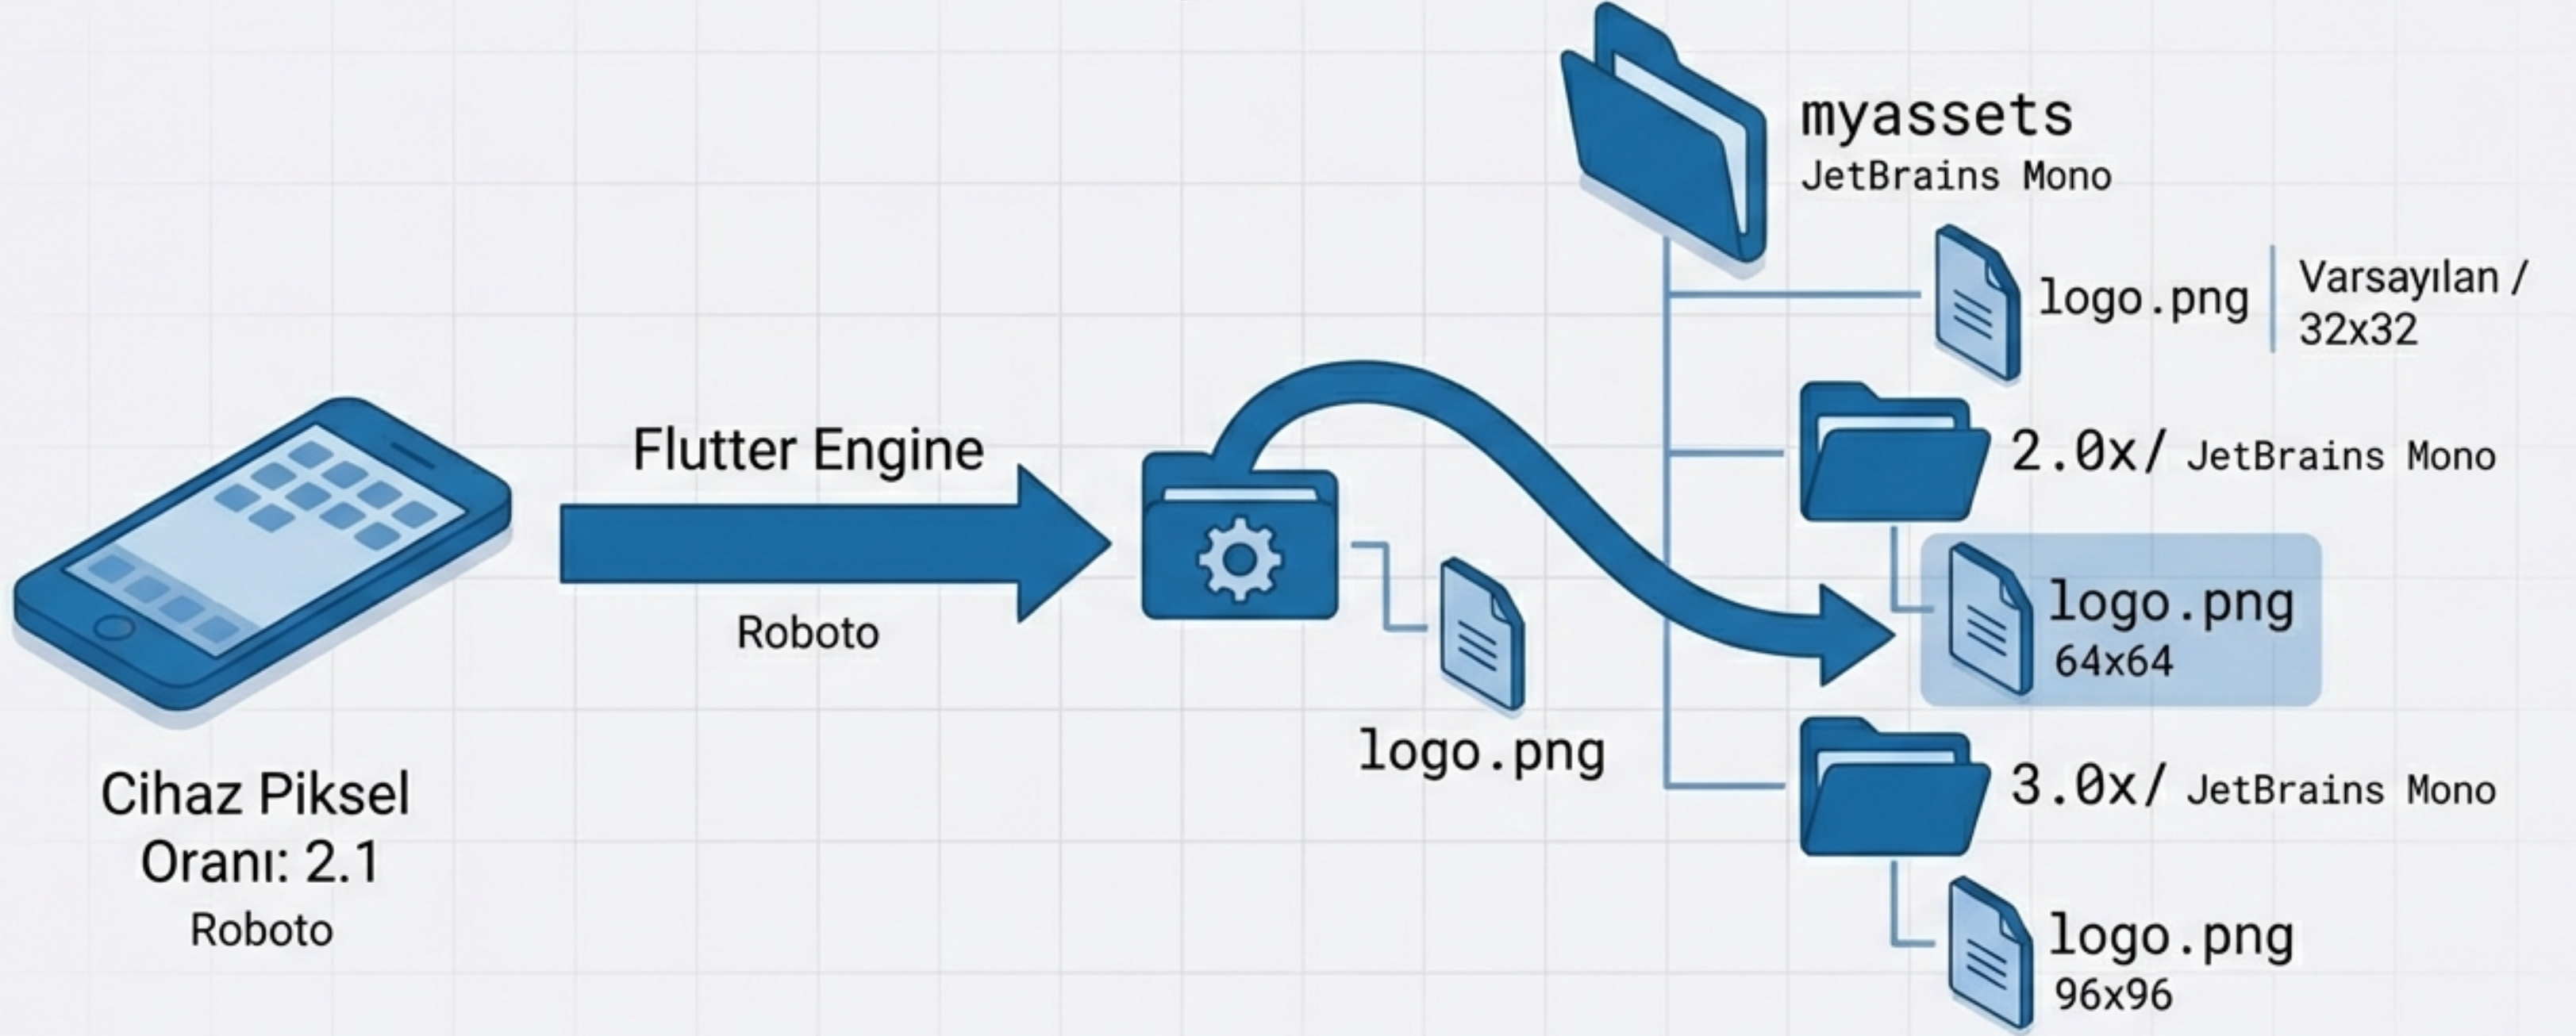 myassets
JetBrains Mono
logo.png
Varsayılan /
32x32
Flutter Engine
Roboto
2.0x/ JetBrains Mono
logo.png
64x64
logo.png
Cihaz Piksel
Oranı: 2.1
Roboto
3.0x/ JetBrains Mono
logo.png
96x96